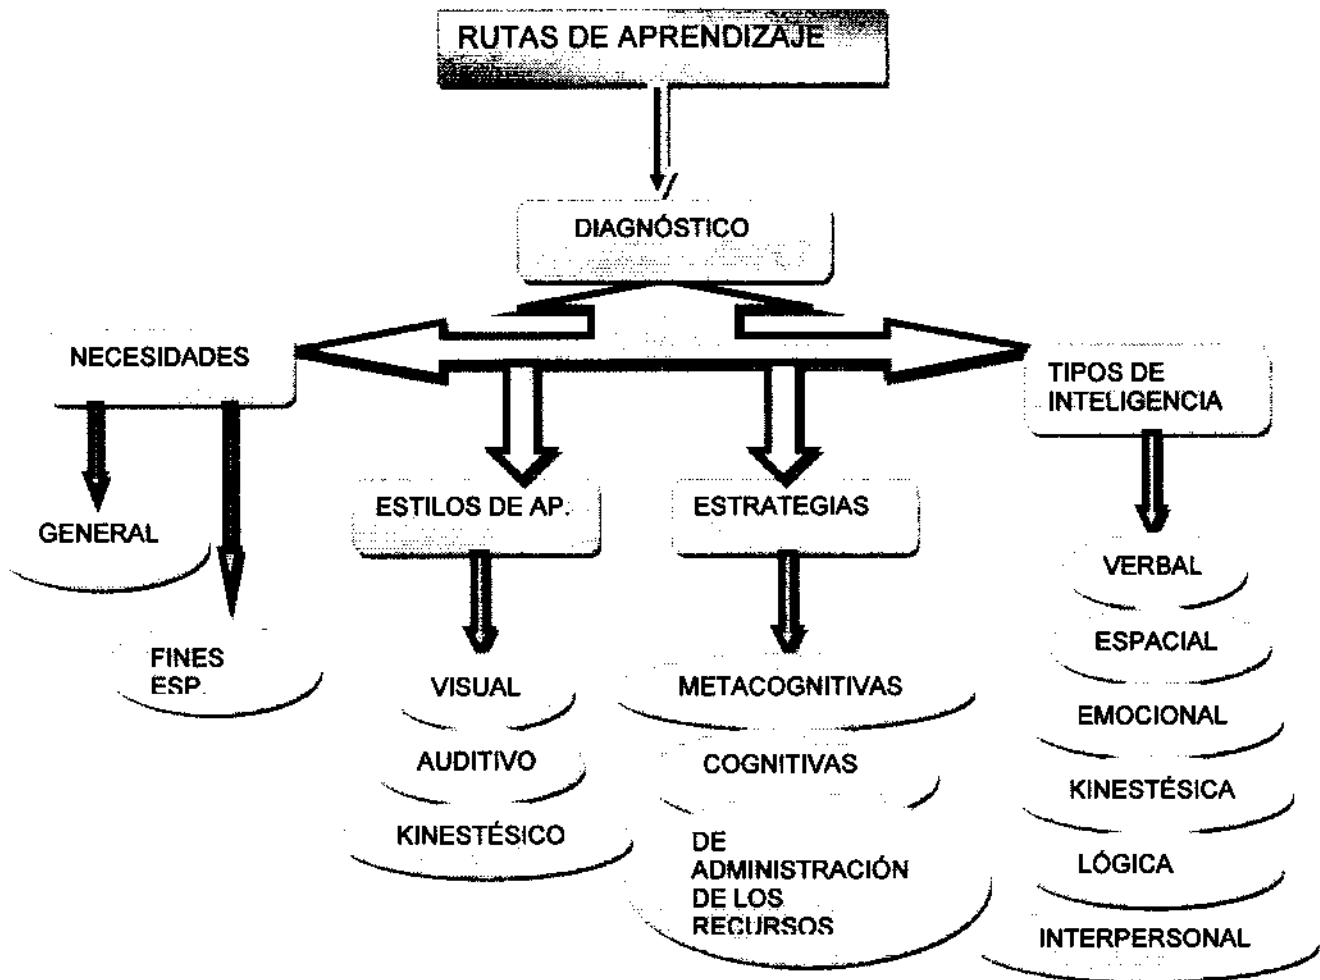 RUTAS DE APRENDIZAJE
DIAGNÓSTICO
NECESIDADES
GENERAL
FINES
ESP.
ESTILOS DE AP.
VISUAL
AUDITIVO
KINESTÉSICO
ESTRATEGIAS
METACOGNITIVAS
COGNITIVAS
DE
ADMINISTRACIÓN
DE LOS
RECURSOS
TIPOS DE
INTELIGENCIA
VERBAL
ESPACIAL
EMOCIONAL
KINESTÉSICA
LÓGICA
INTERPERSONAL